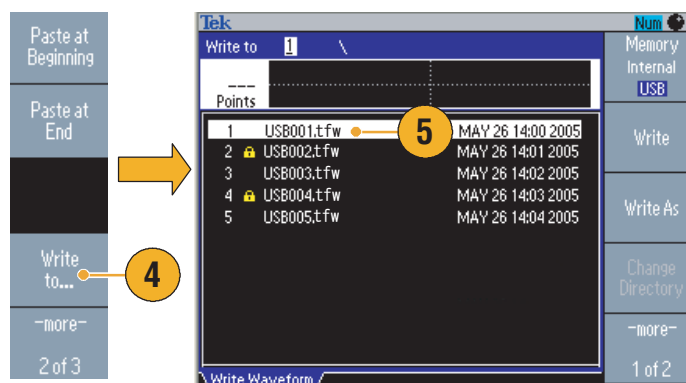 Paste at
Beginning
Paste at
End
Write
to...
4
-more-
2 of 3
Tek
Num
Write to 1 \
--- 
Points
1 USB001.tfw 5 MAY 26 14:00 2005
2 USB002.tfw MAY 26 14:01 2005
3 USB003.tfw MAY 26 14:02 2005
4 USB004.tfw MAY 26 14:03 2005
5 USB005.tfw MAY 26 14:04 2005
Write Waveform
Memory
Internal
USB
Write
Write As
Change
Directory
-more-
1 of 2